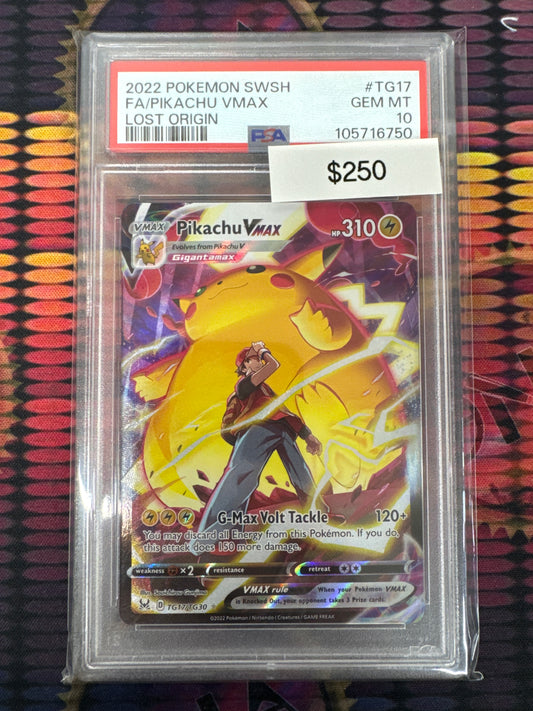 2022 POKEMON SWSH #TG17
FA/PIKACHU VMAX GEM MT
LOST ORIGIN 10
PSA 105716750
$250
VMAX Pikachu VMAX HP 310
Evolves from Pikachu V
Gigantamax
G-Max Volt Tackle 120+
You may discard all Energy from this Pokémon. If you do,
this attack does 150 more damage.
weakness ×2 resistance retreat
VMAX rule When your Pokémon VMAX
is Knocked Out, your opponent takes 3 Prize cards.
Illus. Souichirou Gunjima
D TG17/TG30
©2022 Pokémon / Nintendo / Creatures / GAME FREAK